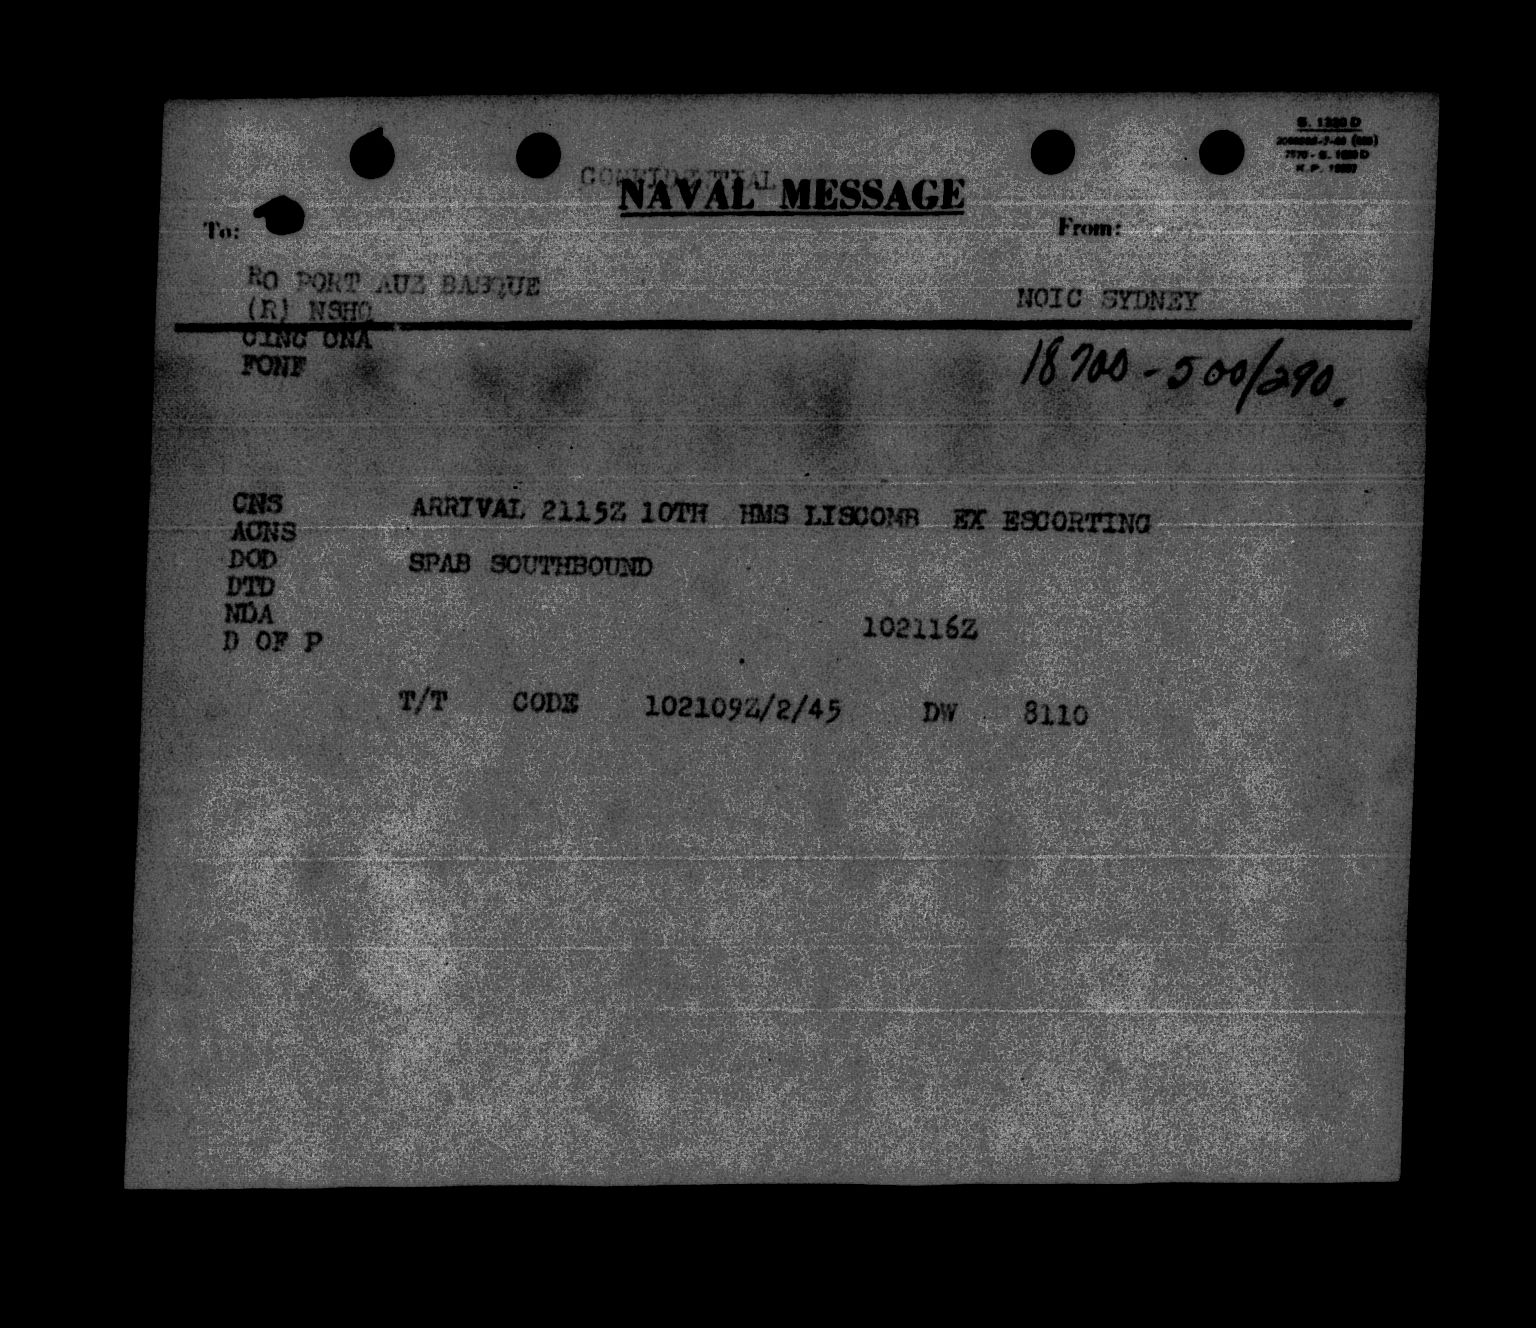 S. 1320 D
CONFIDENTIAL
NAVAL MESSAGE
To:
From:
RO PORT AUX BASQUE
(R) NSHQ
NOIC SYDNEY
CINC CNA
FONF
18700-500/290.
CNS ARRIVAL 2115Z 10TH HMS LISCOMB EX ESCORTING
ACNS
DOD SPAB SOUTHBOUND
DTD
NDA 102116Z
D OF P
T/T CODE 102109Z/2/45 DW 8110